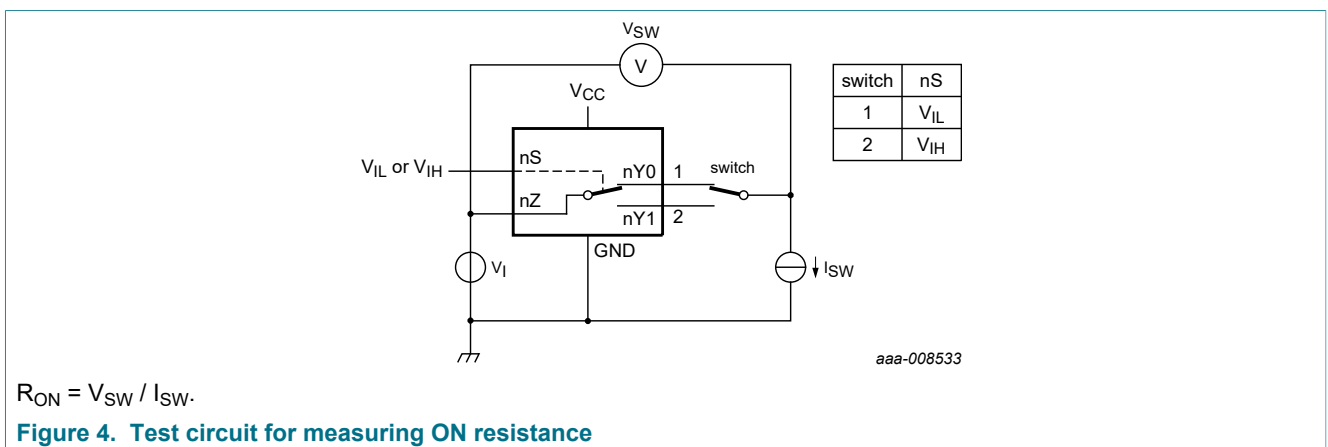 VSW
V
switch nS
1 VIL
2 VIH
VCC
VIL or VIH
nS
nY0 1 switch
nZ
nY1 2
GND
VI
ISW
aaa-008533
RON = VSW / ISW.
Figure 4. Test circuit for measuring ON resistance